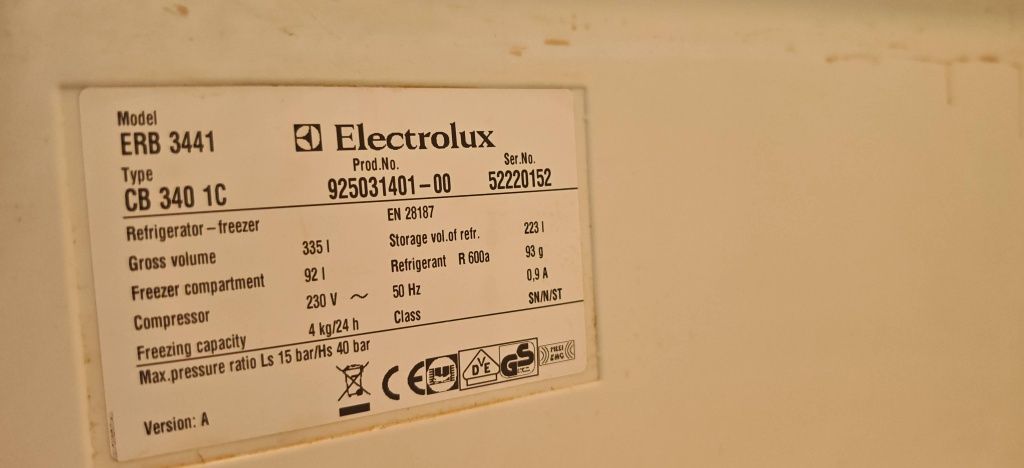 Model
ERB 3441
Electrolux
Type
CB 340 1C
Prod.No.
925031401-00
Ser.No.
52220152
Refrigerator-freezer
EN 28187
Gross volume 335 l Storage vol.of refr. 223 l
Freezer compartment 92 l Refrigerant R 600a 93 g
Compressor 230 V ~ 50 Hz 0,9 A
Freezing capacity 4 kg/24 h Class SN/N/ST
Max.pressure ratio Ls 15 bar/Hs 40 bar
CE DVE GS
Version: A